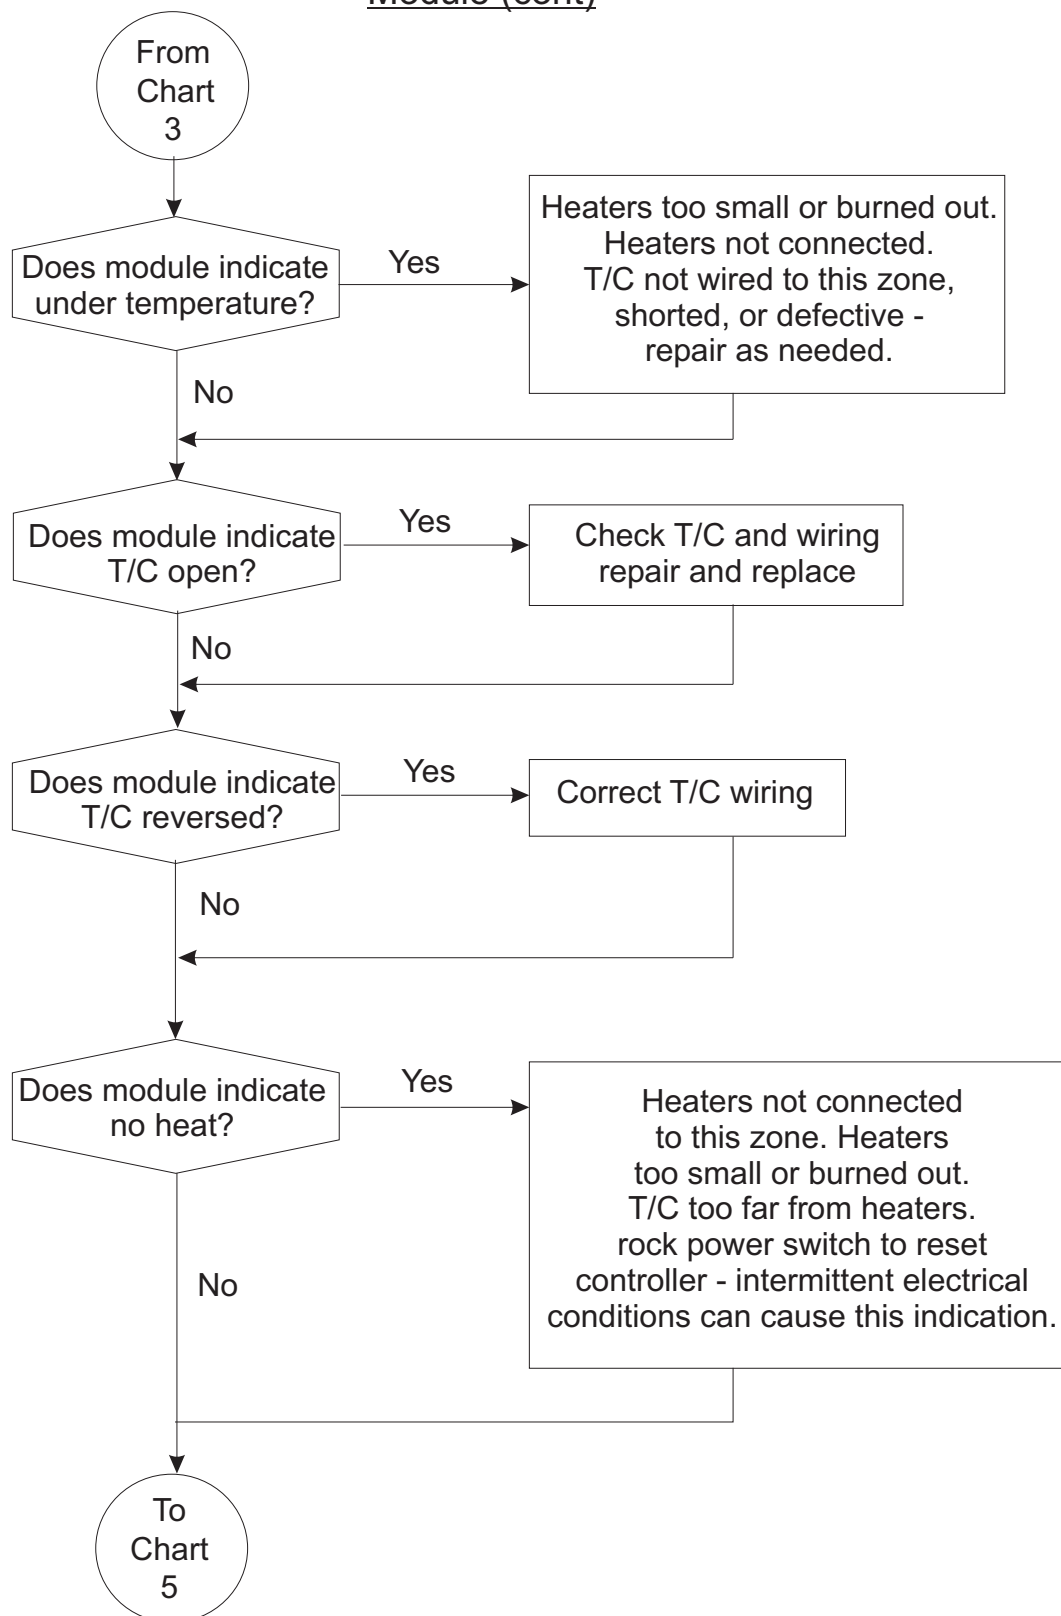 Module (cont)
From
Chart
3
Does module indicate
under temperature?
Yes
Heaters too small or burned out.
Heaters not connected.
T/C not wired to this zone,
shorted, or defective -
repair as needed.
No
Does module indicate
T/C open?
Yes
Check T/C and wiring
repair and replace
No
Does module indicate
T/C reversed?
Yes
Correct T/C wiring
No
Does module indicate
no heat?
Yes
Heaters not connected
to this zone. Heaters
too small or burned out.
T/C too far from heaters.
rock power switch to reset
controller - intermittent electrical
conditions can cause this indication.
No
To
Chart
5